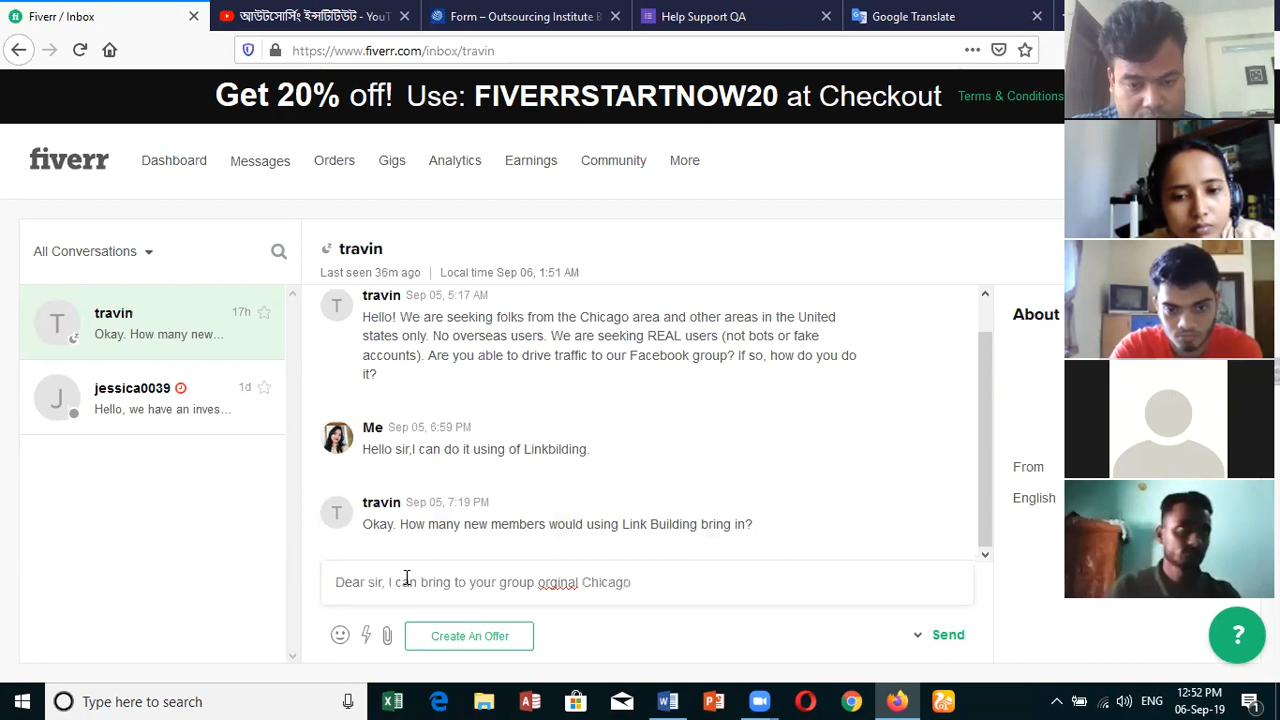 Fiverr / Inbox
আউটসোর্সিং ইন্সটিটিউট - YouT
Form – Outsourcing Institute B
Help Support QA
Google Translate
https://www.fiverr.com/inbox/travin
Get 20% off! Use: FIVERRSTARTNOW20 at Checkout
Terms & Conditions
fiverr
Dashboard
Messages
Orders
Gigs
Analytics
Earnings
Community
More
All Conversations
travin
17h
Okay. How many new...
jessica0039
1d
Hello, we have an inves...
travin
Last seen 36m ago | Local time Sep 06, 1:51 AM
T
travin Sep 05, 5:17 AM
Hello! We are seeking folks from the Chicago area and other areas in the United
states only. No overseas users. We are seeking REAL users (not bots or fake
accounts). Are you able to drive traffic to our Facebook group? If so, how do you do
it?
Me Sep 05, 6:59 PM
Hello sir,I can do it using of Linkbilding.
T
travin Sep 05, 7:19 PM
Okay. How many new members would using Link Building bring in?
Dear sir, I can bring to your group orginal Chicago
Create An Offer
Send
About
From
English
T
J
?
Type here to search
ENG
12:52 PM
06-Sep-19
1